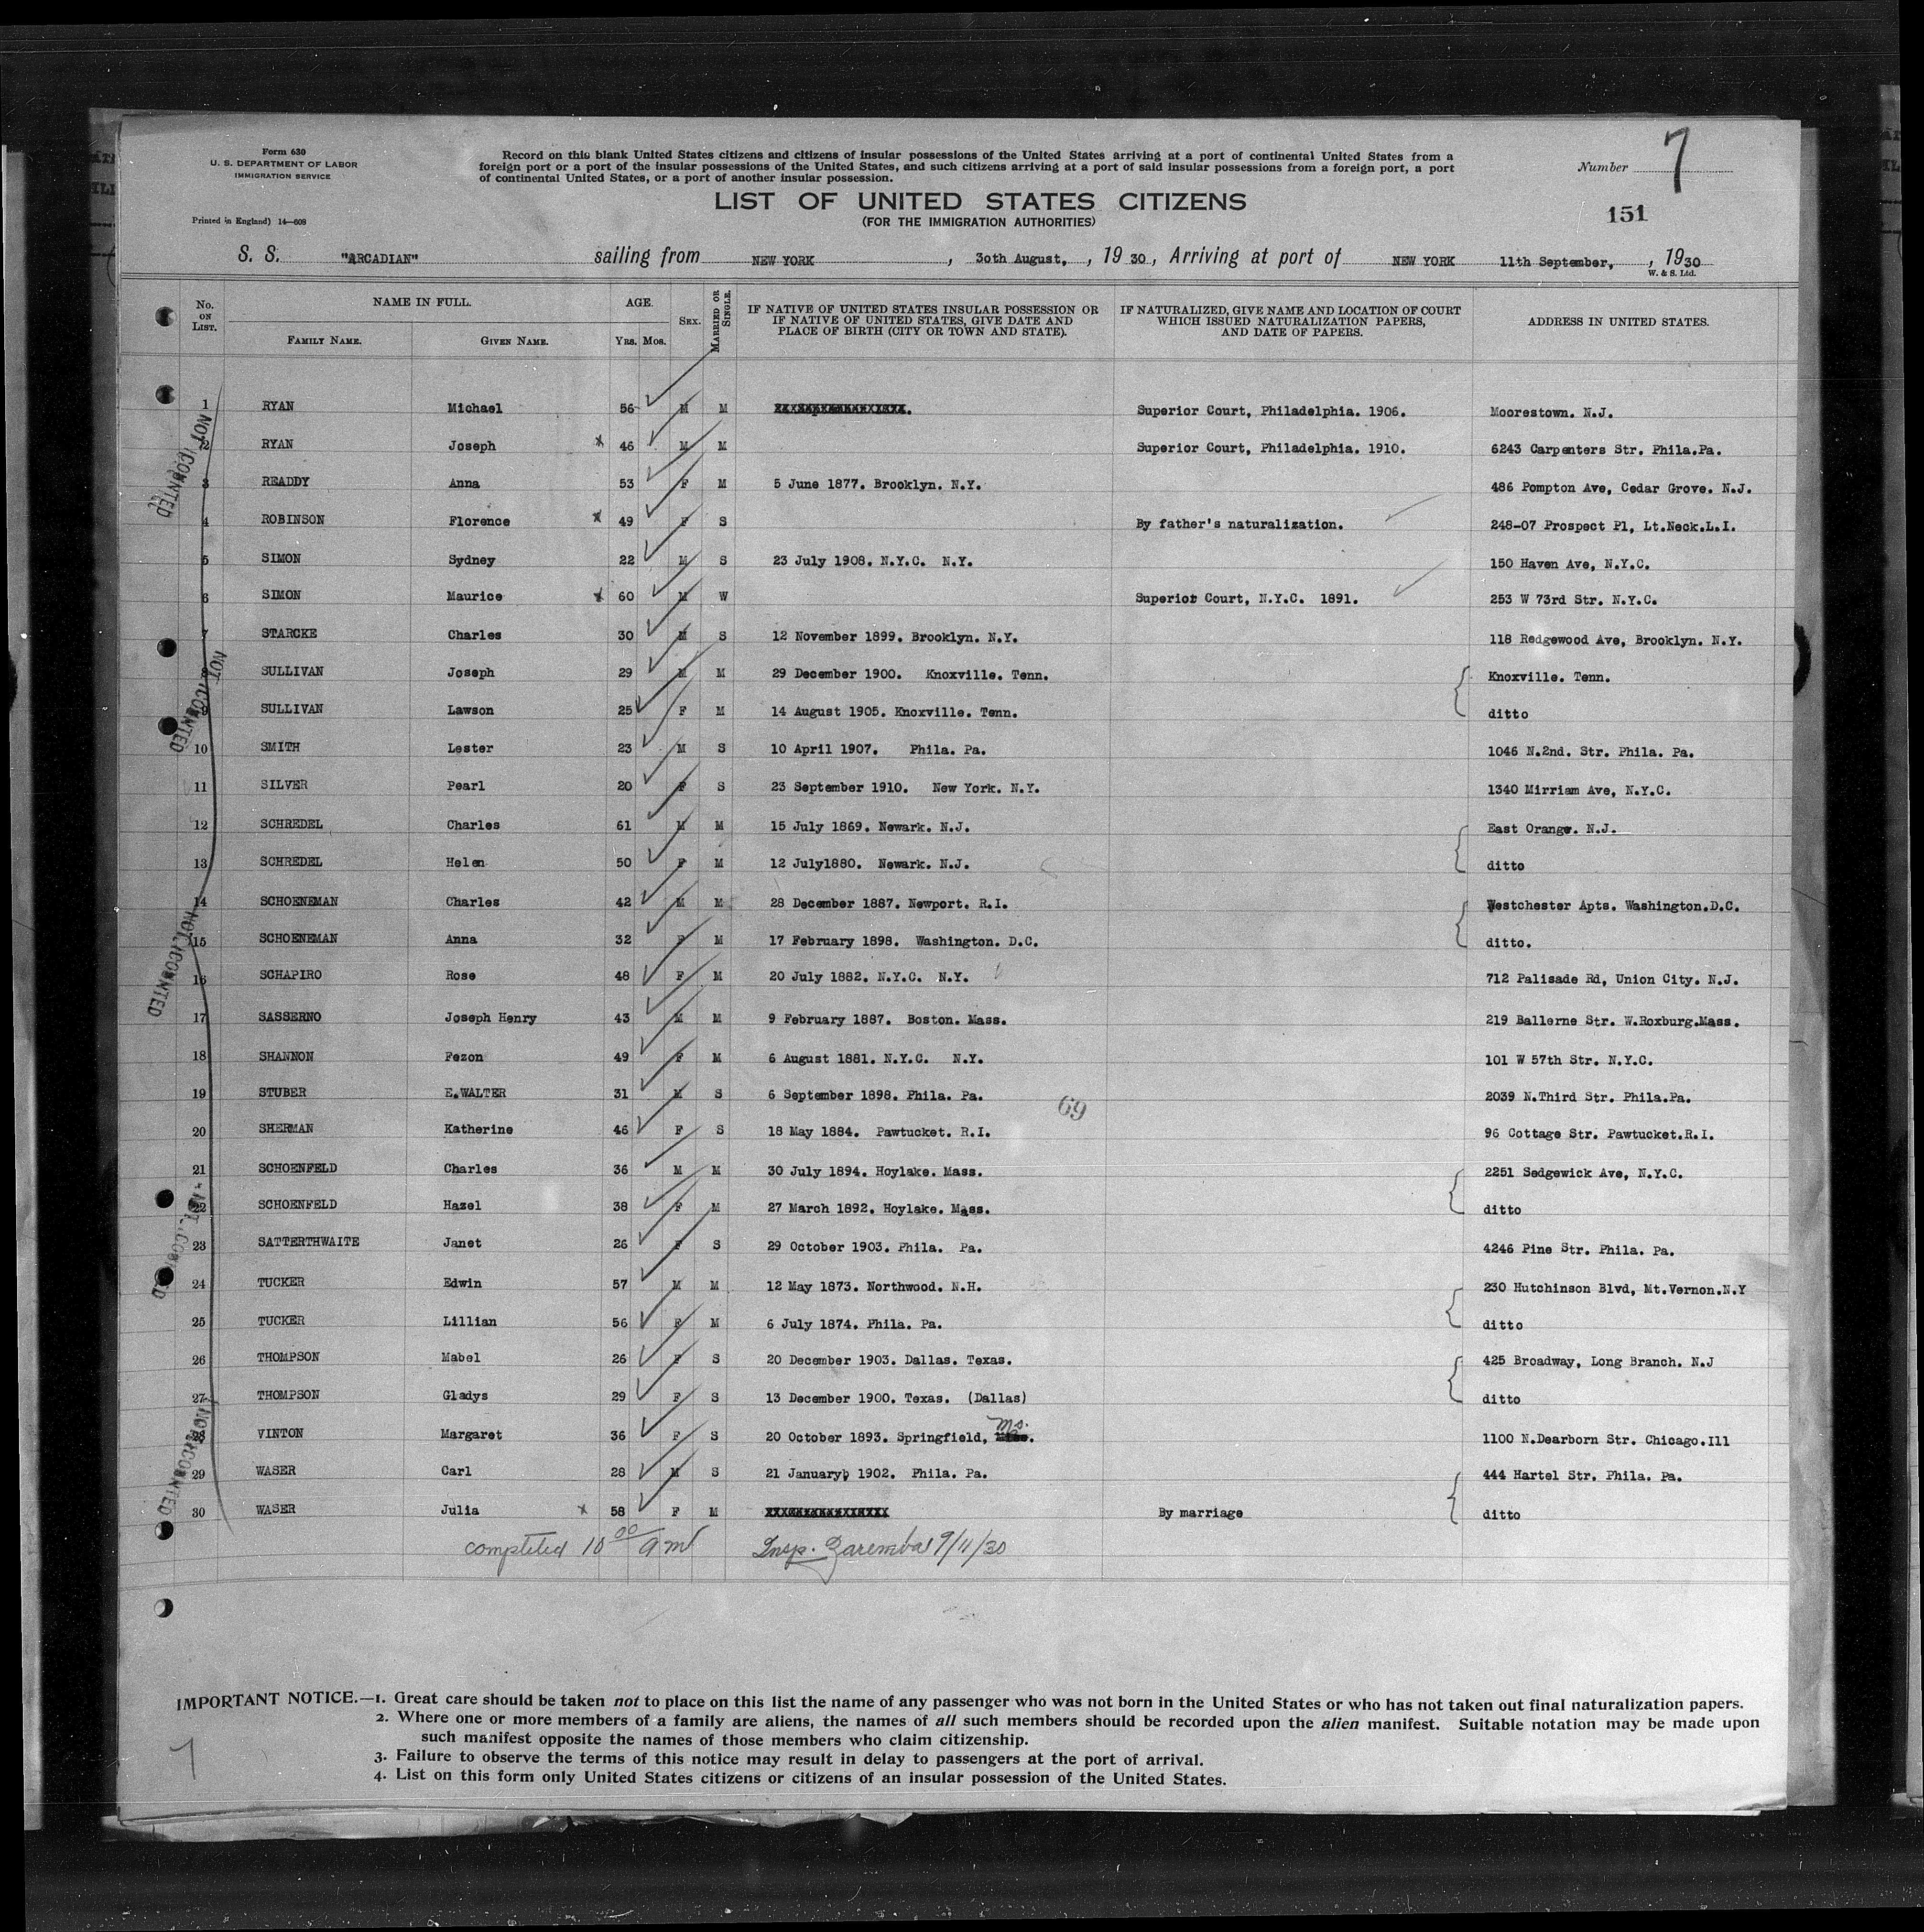 Form 630
U. S. DEPARTMENT OF LABOR
IMMIGRATION SERVICE
Printed in England) 14—608
Record on this blank United States citizens and citizens of insular possessions of the United States arriving at a port of continental United States from a
foreign port or a port of the insular possessions of the United States, and such citizens arriving at a port of said insular possessions from a foreign port, a port
of continental United States, or a port of another insular possession.
Number 7
LIST OF UNITED STATES CITIZENS
(FOR THE IMMIGRATION AUTHORITIES)
151
S. S. "ARCADIAN" sailing from NEW YORK, 30th August, , 19 30, Arriving at port of NEW YORK 11th September, , 1930
W. & S. Ltd.
No. ON LIST. NAME IN FULL. FAMILY NAME. GIVEN NAME. AGE. YRS. MOS. SEX. MARRIED OR SINGLE. IF NATIVE OF UNITED STATES INSULAR POSSESSION OR IF NATIVE OF UNITED STATES, GIVE DATE AND PLACE OF BIRTH (CITY OR TOWN AND STATE). IF NATURALIZED, GIVE NAME AND LOCATION OF COURT WHICH ISSUED NATURALIZATION PAPERS, AND DATE OF PAPERS. ADDRESS IN UNITED STATES.
1 RYAN Michael 56 M M Superior Court, Philadelphia. 1906. Moorestown. N.J.
2 RYAN Joseph x 46 M M Superior Court, Philadelphia. 1910. 6243 Carpenters Str. Phila.Pa.
3 READDY Anna 53 F M 5 June 1877. Brooklyn. N.Y. 486 Pompton Ave, Cedar Grove. N.J.
4 ROBINSON Florence x 49 F S By father's naturalization. 248-07 Prospect Pl, Lt.Neck.L.I.
5 SIMON Sydney 22 M S 23 July 1908. N.Y.C. N.Y. 150 Haven Ave, N.Y.C.
6 SIMON Maurice x 60 M W Superior Court, N.Y.C. 1891. 253 W 73rd Str. N.Y.C.
7 STARCKE Charles 30 M S 12 November 1899. Brooklyn. N.Y. 118 Redgewood Ave, Brooklyn. N.Y.
8 SULLIVAN Joseph 29 M M 29 December 1900. Knoxville. Tenn. Knoxville. Tenn.
9 SULLIVAN Lawson 25 F M 14 August 1905. Knoxville. Tenn. ditto
10 SMITH Lester 23 M S 10 April 1907. Phila. Pa. 1046 N.2nd. Str. Phila. Pa.
11 SILVER Pearl 20 F S 23 September 1910. New York. N.Y. 1340 Mirriam Ave, N.Y.C.
12 SCHREDEL Charles 61 M M 15 July 1869. Newark. N.J. East Orange. N.J.
13 SCHREDEL Helen 50 F M 12 July1880. Newark. N.J. ditto
14 SCHOENEMAN Charles 42 M M 28 December 1887. Newport. R.I. Westchester Apts. Washington.D.C.
15 SCHOENEMAN Anna 32 F M 17 February 1898. Washington. D.C. ditto.
16 SCHAPIRO Rose 48 F M 20 July 1882. N.Y.C. N.Y. 712 Palisade Rd, Union City. N.J.
17 SASSERNO Joseph Henry 43 M M 9 February 1887. Boston. Mass. 219 Ballerne Str. W.Roxburg.Mass.
18 SHANNON Fezon 49 F M 6 August 1881. N.Y.C. N.Y. 101 W 57th Str. N.Y.C.
19 STUBER E.WALTER 31 M S 6 September 1898. Phila. Pa. 2039 N.Third Str. Phila.Pa.
69
20 SHERMAN Katherine 46 F S 18 May 1884. Pawtucket. R.I. 96 Cottage Str. Pawtucket.R.I.
21 SCHOENFELD Charles 36 M M 30 July 1894. Hoylake. Mass. 2251 Sedgewick Ave, N.Y.C.
22 SCHOENFELD Hazel 38 F M 27 March 1892. Hoylake. Mass. ditto
23 SATTERTHWAITE Janet 26 F S 29 October 1903. Phila. Pa. 4246 Pine Str. Phila. Pa.
24 TUCKER Edwin 57 M M 12 May 1873. Northwood. N.H. 230 Hutchinson Blvd, Mt.Vernon.N.Y
25 TUCKER Lillian 56 F M 6 July 1874. Phila. Pa. ditto
26 THOMPSON Mabel 26 F S 20 December 1903. Dallas. Texas. 425 Broadway, Long Branch. N.J
27 THOMPSON Gladys 29 F S 13 December 1900. Texas. (Dallas) ditto
28 VINTON Margaret 36 F S 20 October 1893. Springfield, Ms. 1100 N.Dearborn Str. Chicago.Ill
29 WASER Carl 28 M S 21 January 1902. Phila. Pa. 444 Hartel Str. Phila. Pa.
30 WASER Julia x 58 F M By marriage ditto
completed 10 00 am Insp. Zaremba 9/11/30
IMPORTANT NOTICE.—1. Great care should be taken not to place on this list the name of any passenger who was not born in the United States or who has not taken out final naturalization papers.
2. Where one or more members of a family are aliens, the names of all such members should be recorded upon the alien manifest. Suitable notation may be made upon
such manifest opposite the names of those members who claim citizenship.
3. Failure to observe the terms of this notice may result in delay to passengers at the port of arrival.
4. List on this form only United States citizens or citizens of an insular possession of the United States.
7